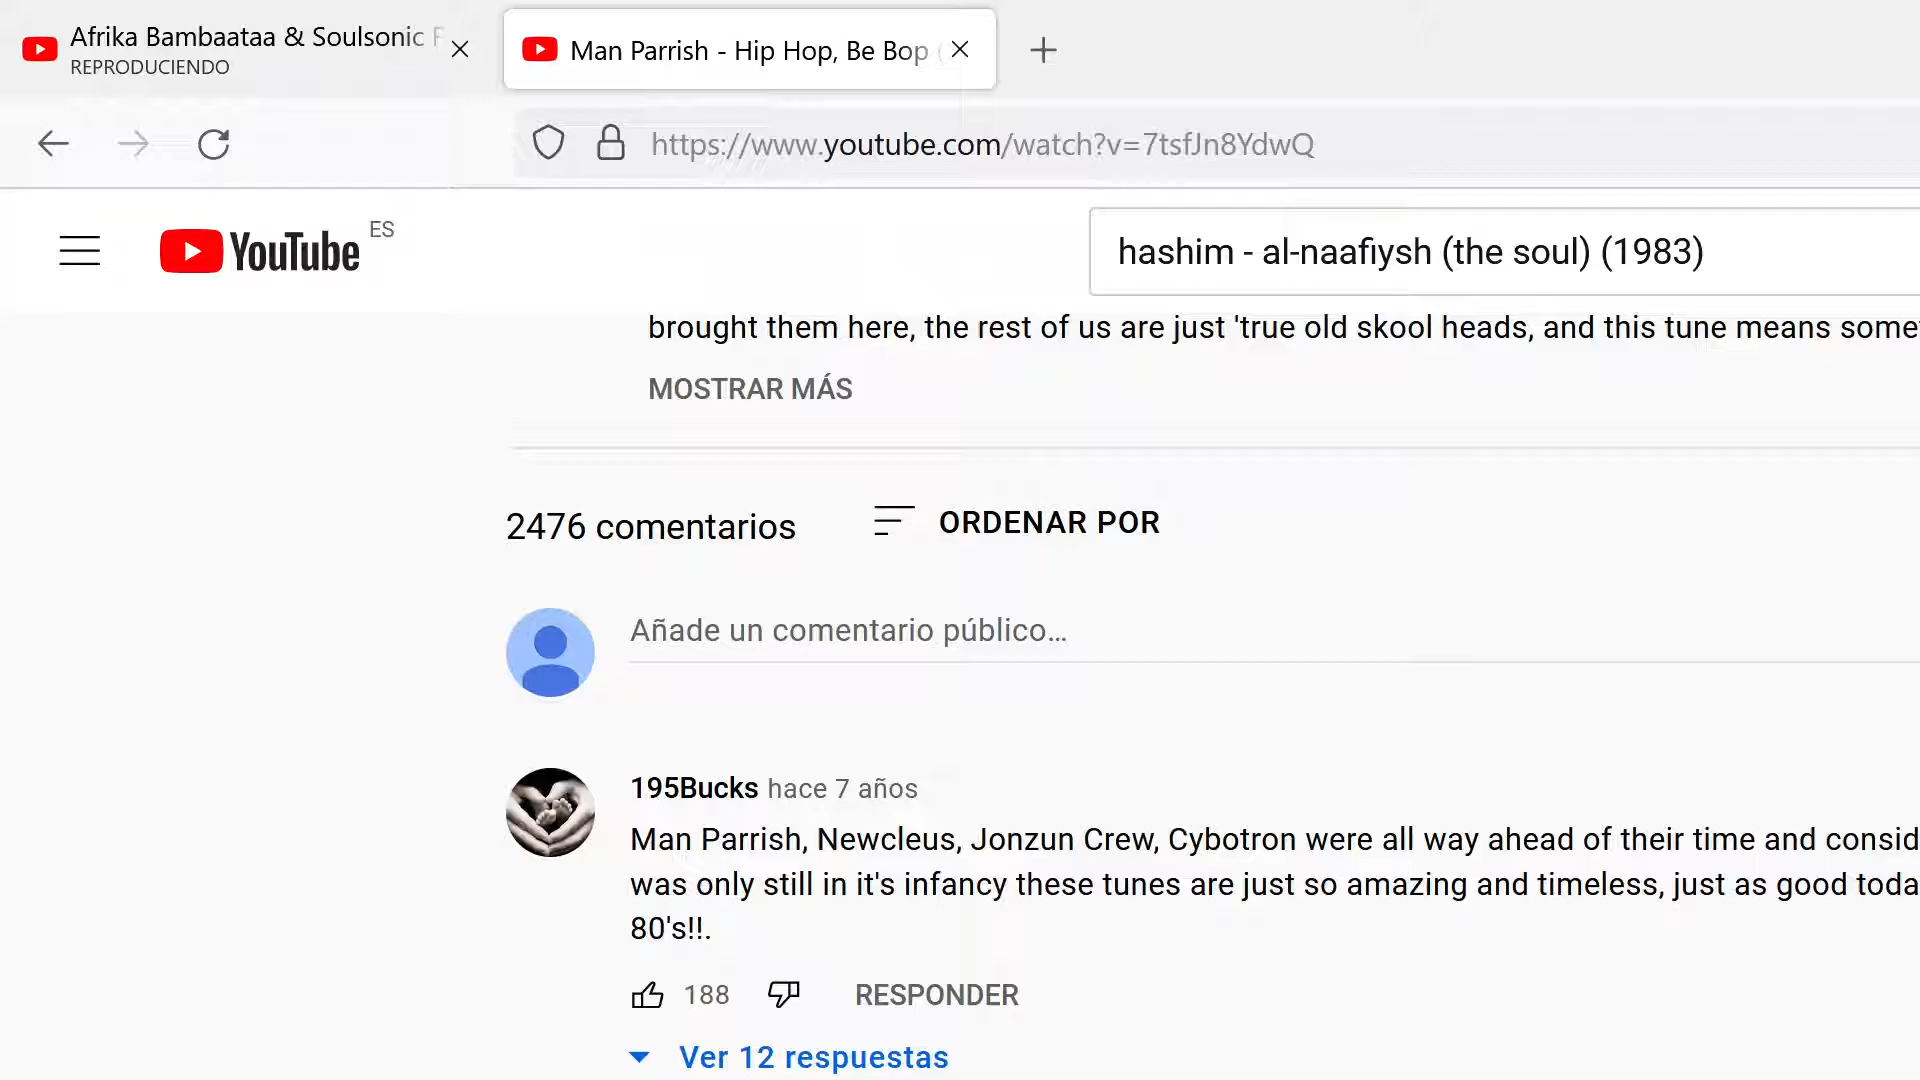 Afrika Bambaataa & Soulsonic F
REPRODUCIENDO
Man Parrish - Hip Hop, Be Bop (
https://www.youtube.com/watch?v=7tsfJn8YdwQ
YouTube ES
hashim - al-naafiysh (the soul) (1983)
brought them here, the rest of us are just 'true old skool heads, and this tune means some
MOSTRAR MÁS
2476 comentarios
ORDENAR POR
Añade un comentario público...
195Bucks hace 7 años
Man Parrish, Newcleus, Jonzun Crew, Cybotron were all way ahead of their time and consid
was only still in it's infancy these tunes are just so amazing and timeless, just as good toda
80's!!.
188 RESPONDER
Ver 12 respuestas